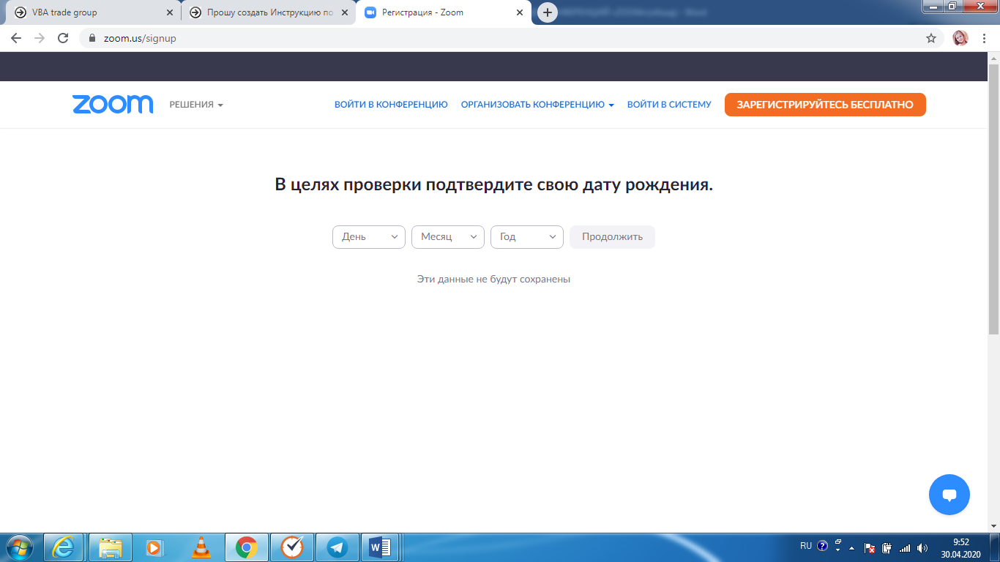 VBA trade group
Прошу создать Инструкцию по
Регистрация - Zoom
zoom.us/signup
zoom
РЕШЕНИЯ
ВОЙТИ В КОНФЕРЕНЦИЮ
ОРГАНИЗОВАТЬ КОНФЕРЕНЦИЮ
ВОЙТИ В СИСТЕМУ
ЗАРЕГИСТРИРУЙТЕСЬ БЕСПЛАТНО
В целях проверки подтвердите свою дату рождения.
День
Месяц
Год
Продолжить
Эти данные не будут сохранены
RU
9:52
30.04.2020